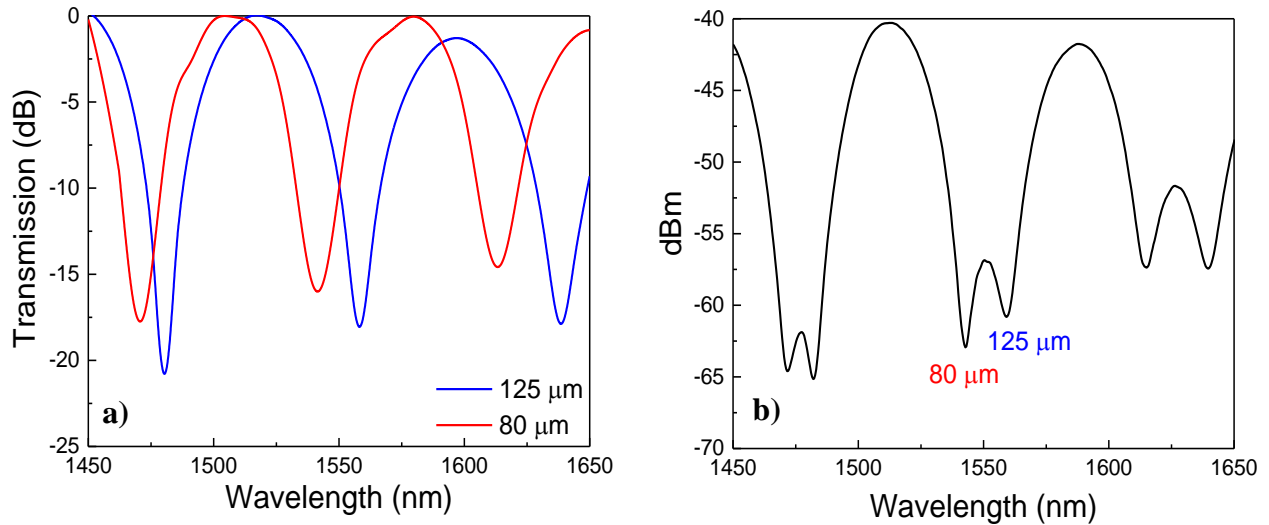 0
-5
-10
-15
-20
-25
Transmission (dB)
1450 1500 1550 1600 1650
Wavelength (nm)
125 μm
80 μm
a)
-40
-45
-50
-55
-60
-65
-70
dBm
1450 1500 1550 1600 1650
Wavelength (nm)
125 μm
80 μm
b)